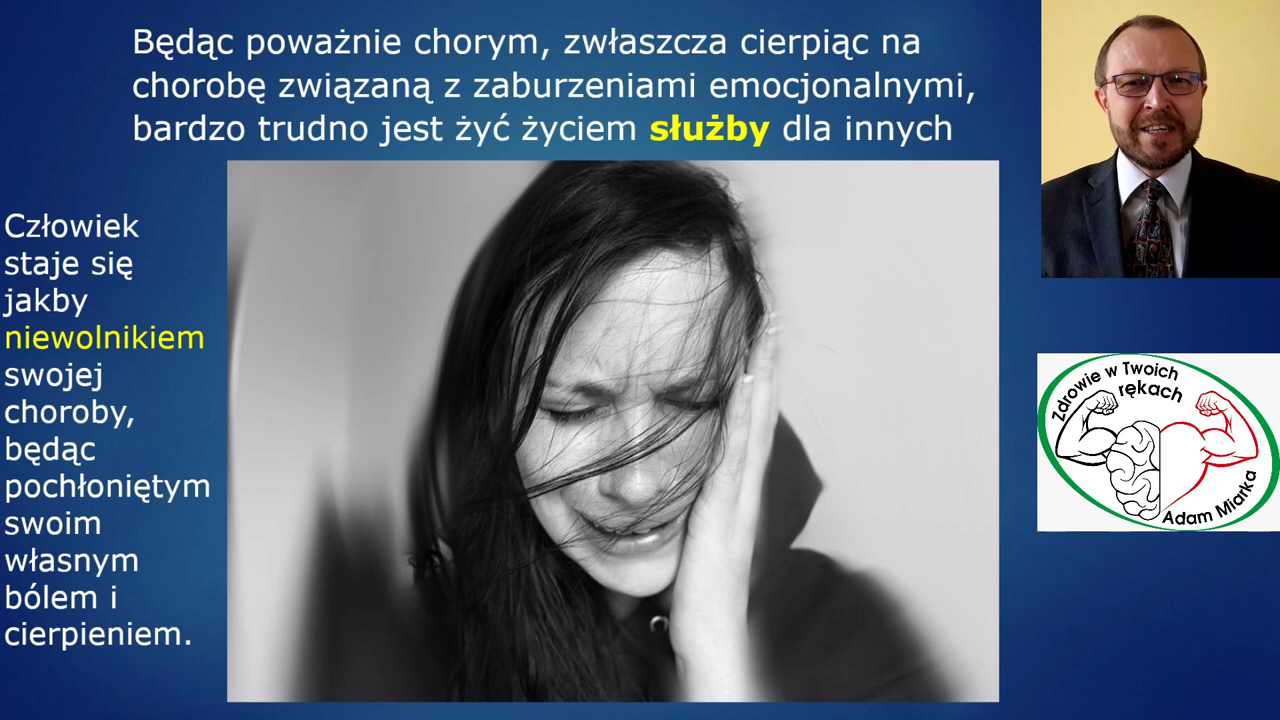 Będąc poważnie chorym, zwłaszcza cierpiąc na
chorobę związaną z zaburzeniami emocjonalnymi,
bardzo trudno jest żyć życiem służby dla innych
Człowiek
staje się
jakby
niewolnikiem
swojej
choroby,
będąc
pochłoniętym
swoim
własnym
bólem i
cierpieniem.
Zdrowie w Twoich
rękach
Adam Miarka